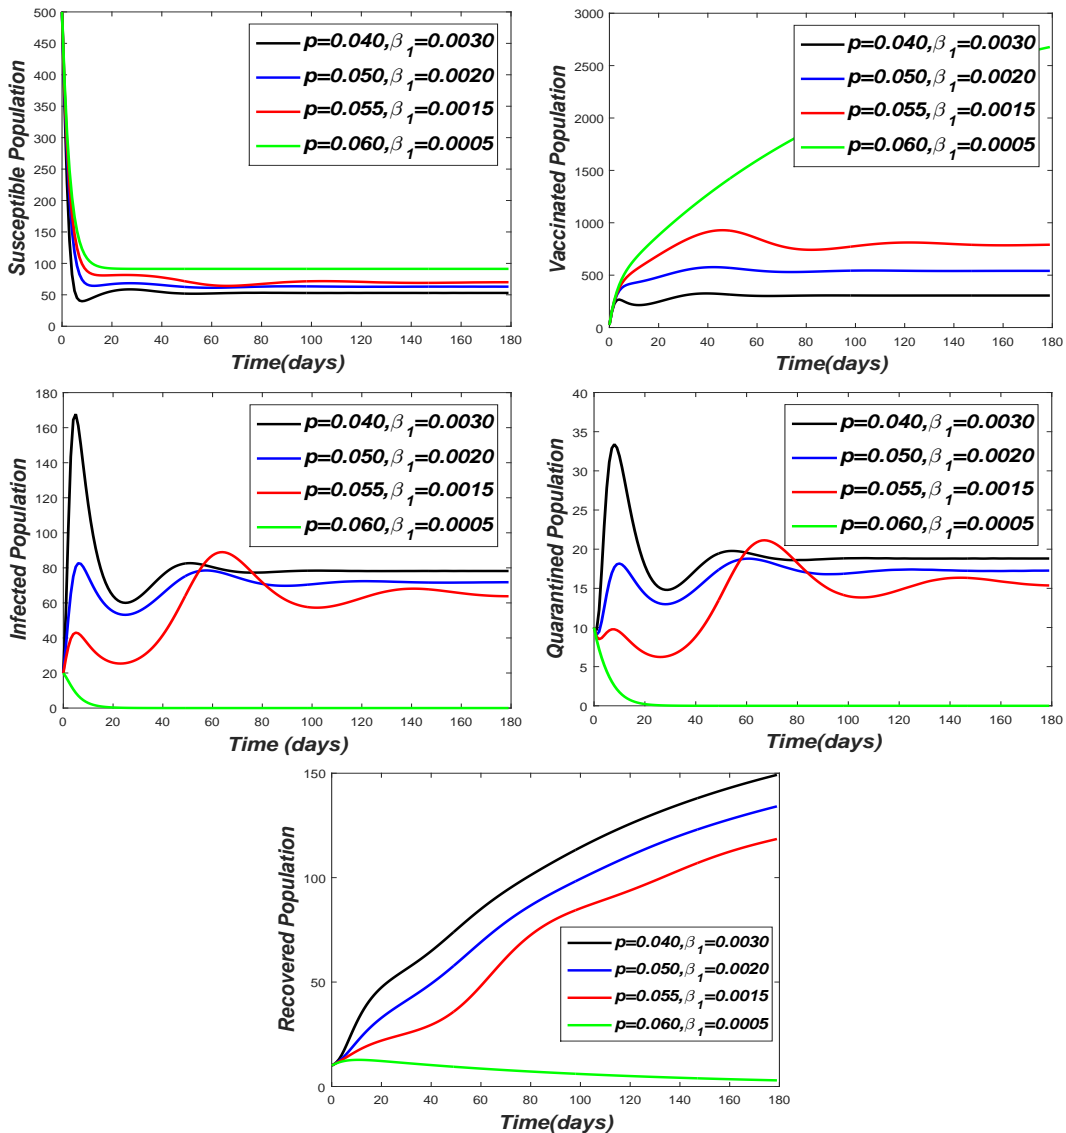 Susceptible Population
500
450
400
350
300
250
200
150
100
50
0
p=0.040,β1=0.0030
p=0.050,β1=0.0020
p=0.055,β1=0.0015
p=0.060,β1=0.0005
0 20 40 60 80 100 120 140 160 180
Time(days)
Vaccinated Population
3000
2500
2000
1500
1000
500
0
p=0.040,β1=0.0030
p=0.050,β1=0.0020
p=0.055,β1=0.0015
p=0.060,β1=0.0005
0 20 40 60 80 100 120 140 160 180
Time(days)
Infected Population
180
160
140
120
100
80
60
40
20
0
p=0.040,β1=0.0030
p=0.050,β1=0.0020
p=0.055,β1=0.0015
p=0.060,β1=0.0005
0 20 40 60 80 100 120 140 160 180
Time (days)
Quarantined Population
40
35
30
25
20
15
10
5
0
p=0.040,β1=0.0030
p=0.050,β1=0.0020
p=0.055,β1=0.0015
p=0.060,β1=0.0005
0 20 40 60 80 100 120 140 160 180
Time(days)
Recovered Population
150
100
50
0
p=0.040,β1=0.0030
p=0.050,β1=0.0020
p=0.055,β1=0.0015
p=0.060,β1=0.0005
0 20 40 60 80 100 120 140 160 180
Time(days)